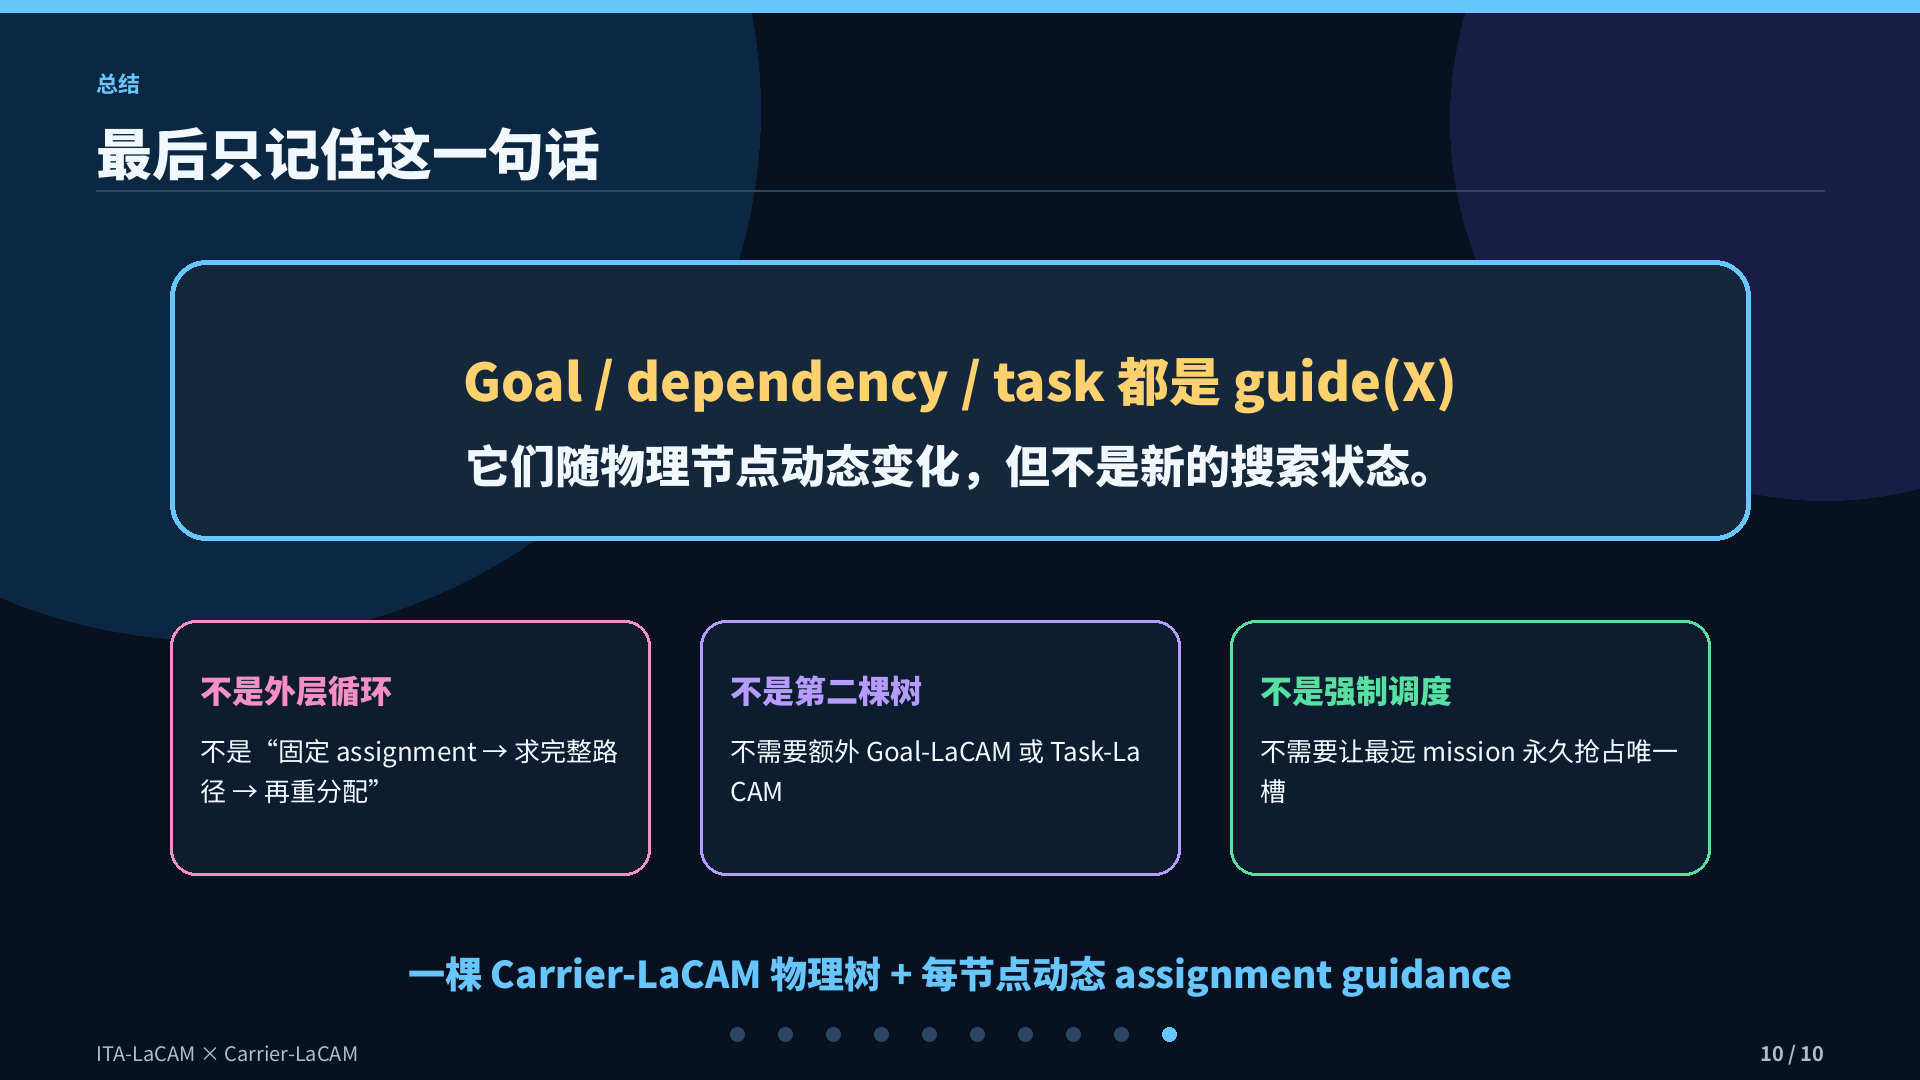 总结
最后只记住这一句话
Goal / dependency / task 都是 guide(X)
它们随物理节点动态变化，但不是新的搜索状态。
不是外层循环
不是“固定 assignment → 求完整路
径 → 再重分配”
不是第二棵树
不需要额外 Goal-LaCAM 或 Task-La
CAM
不是强制调度
不需要让最远 mission 永久抢占唯一
槽
一棵 Carrier-LaCAM 物理树 + 每节点动态 assignment guidance
ITA-LaCAM × Carrier-LaCAM
10 / 10